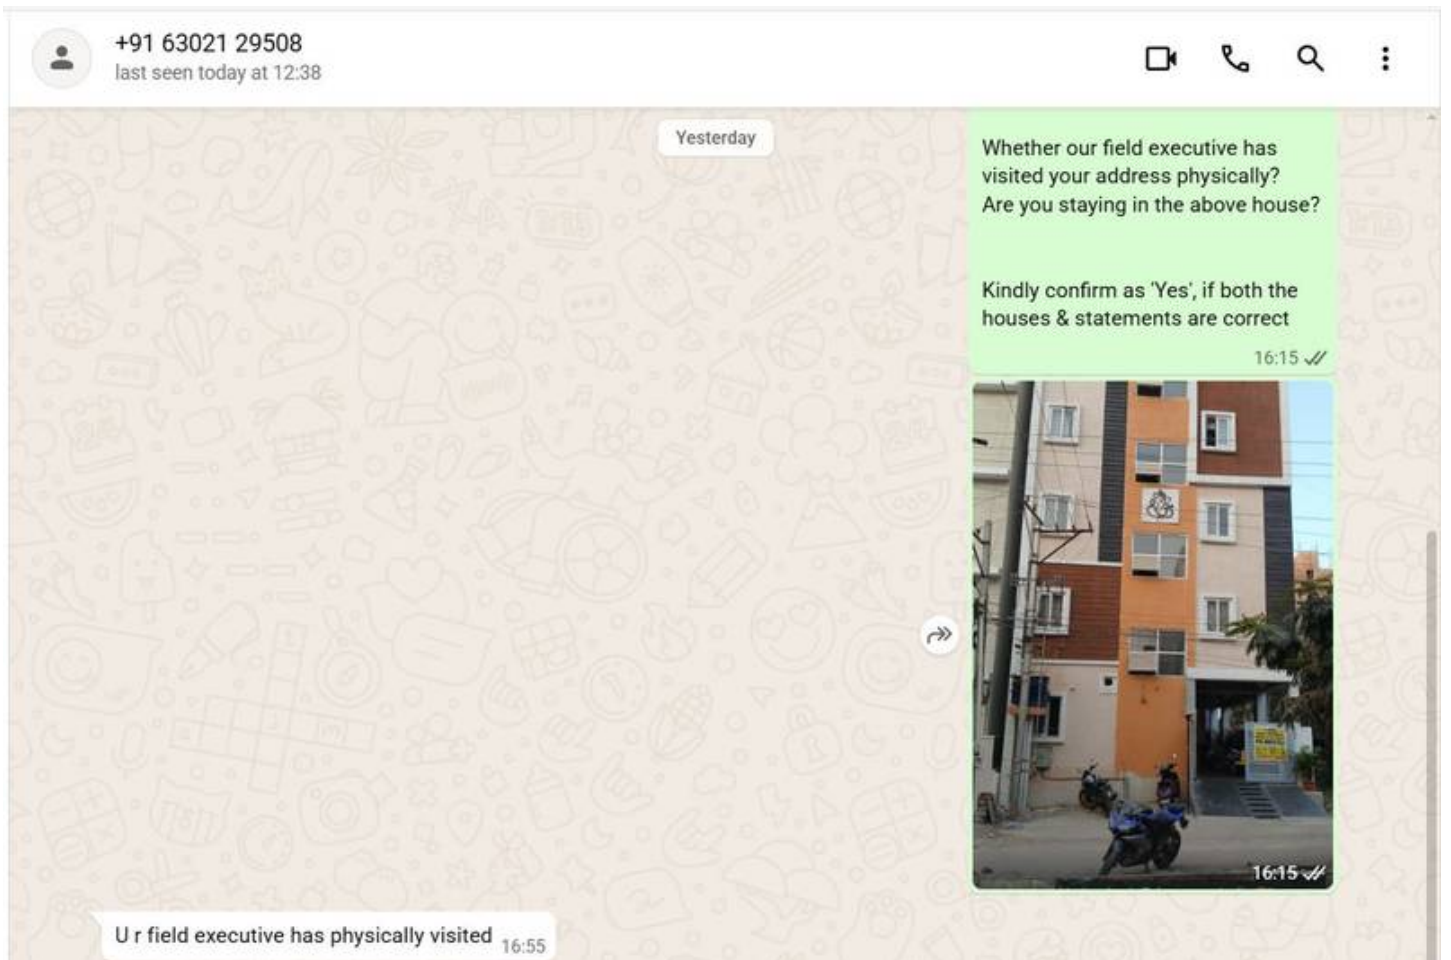 +91 63021 29508
last seen today at 12:38
Yesterday
Whether our field executive has
visited your address physically?
Are you staying in the above house?
Kindly confirm as 'Yes', if both the
houses & statements are correct
16:15
16:15
U r field executive has physically visited 16:55